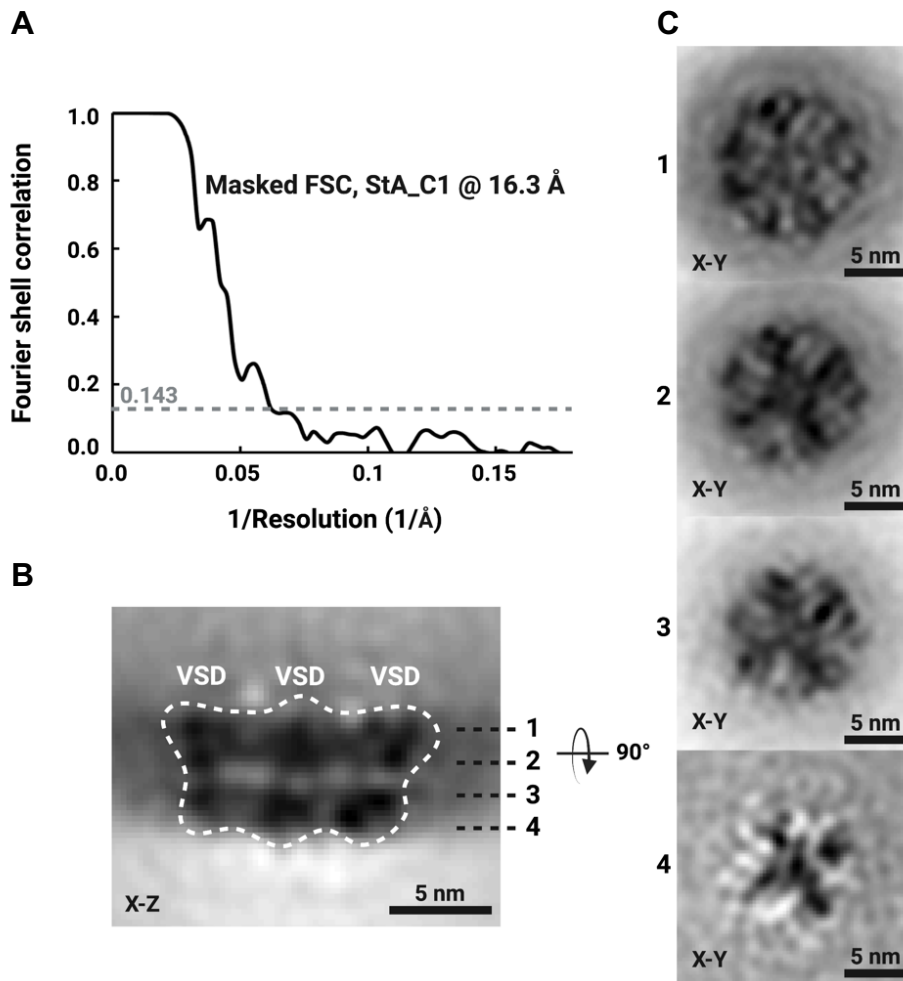 A
Fourier shell correlation
1.0
0.8
0.6
0.4
0.2
0.0
Masked FSC, StA_C1 @ 16.3 Å
0.143
0.0
0.05
0.1
0.15
1/Resolution (1/Å)
B
VSD VSD VSD
1
2
3
4
90°
X-Z
5 nm
C
1
X-Y
5 nm
2
X-Y
5 nm
3
X-Y
5 nm
4
X-Y
5 nm